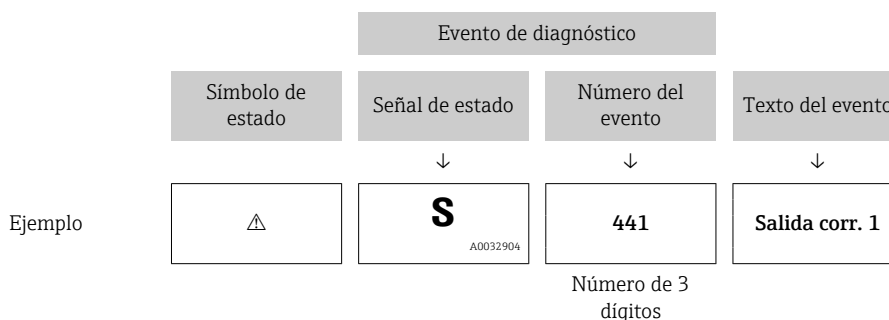 Evento de diagnóstico
Símbolo de
estado
Señal de estado
Número del
evento
Texto del evento
↓ ↓ ↓
Ejemplo
⚠
S
A0032904
441
Salida corr. 1
Número de 3
dígitos